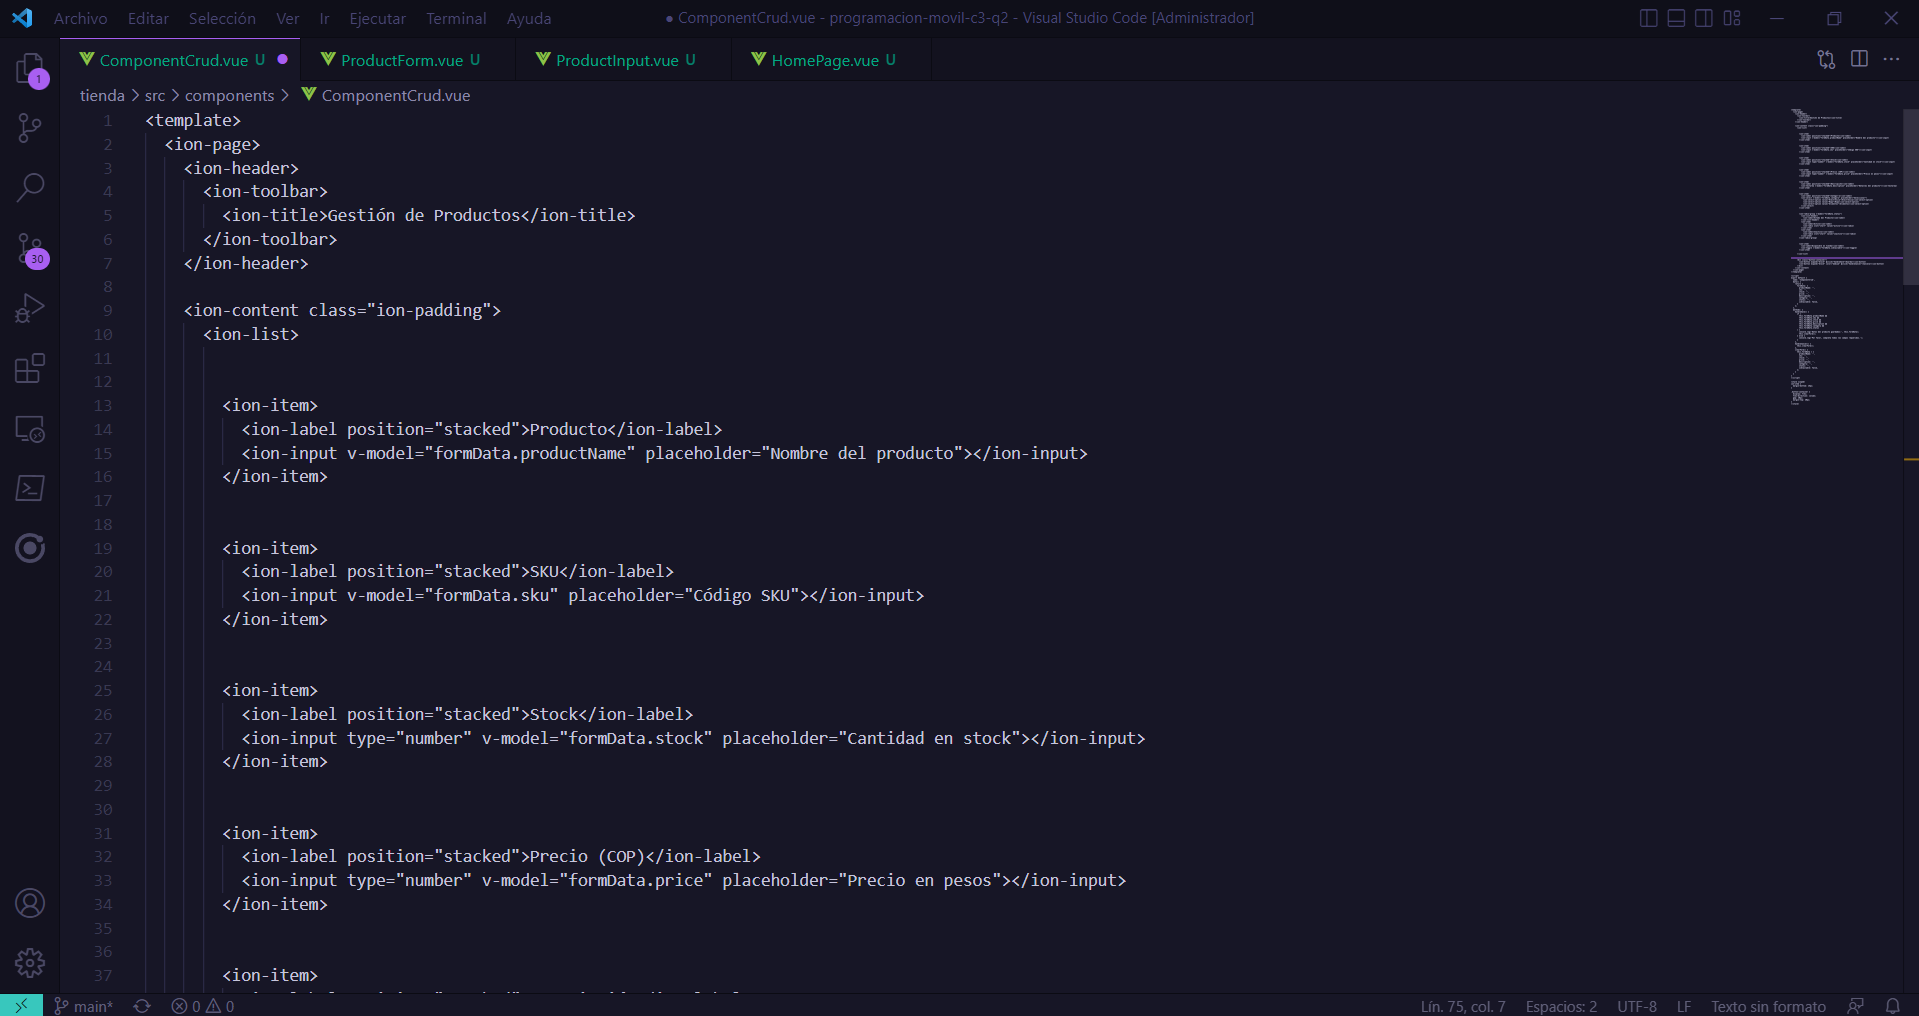 Archivo Editar Selección Ver Ir Ejecutar Terminal Ayuda
● ComponentCrud.vue - programacion-movil-c3-q2 - Visual Studio Code [Administrador]
ComponentCrud.vue U ProductForm.vue U ProductInput.vue U HomePage.vue U
1
30
tienda > src > components > ComponentCrud.vue
1 <template>
2 <ion-page>
3 <ion-header>
4 <ion-toolbar>
5 <ion-title>Gestión de Productos</ion-title>
6 </ion-toolbar>
7 </ion-header>
8
9 <ion-content class="ion-padding">
10 <ion-list>
11
12
13 <ion-item>
14 <ion-label position="stacked">Producto</ion-label>
15 <ion-input v-model="formData.productName" placeholder="Nombre del producto"></ion-input>
16 </ion-item>
17
18
19 <ion-item>
20 <ion-label position="stacked">SKU</ion-label>
21 <ion-input v-model="formData.sku" placeholder="Código SKU"></ion-input>
22 </ion-item>
23
24
25 <ion-item>
26 <ion-label position="stacked">Stock</ion-label>
27 <ion-input type="number" v-model="formData.stock" placeholder="Cantidad en stock"></ion-input>
28 </ion-item>
29
30
31 <ion-item>
32 <ion-label position="stacked">Precio (COP)</ion-label>
33 <ion-input type="number" v-model="formData.price" placeholder="Precio en pesos"></ion-input>
34 </ion-item>
35
36
37 <ion-item>
main* 0 0 Lín. 75, col. 7 Espacios: 2 UTF-8 LF Texto sin formato